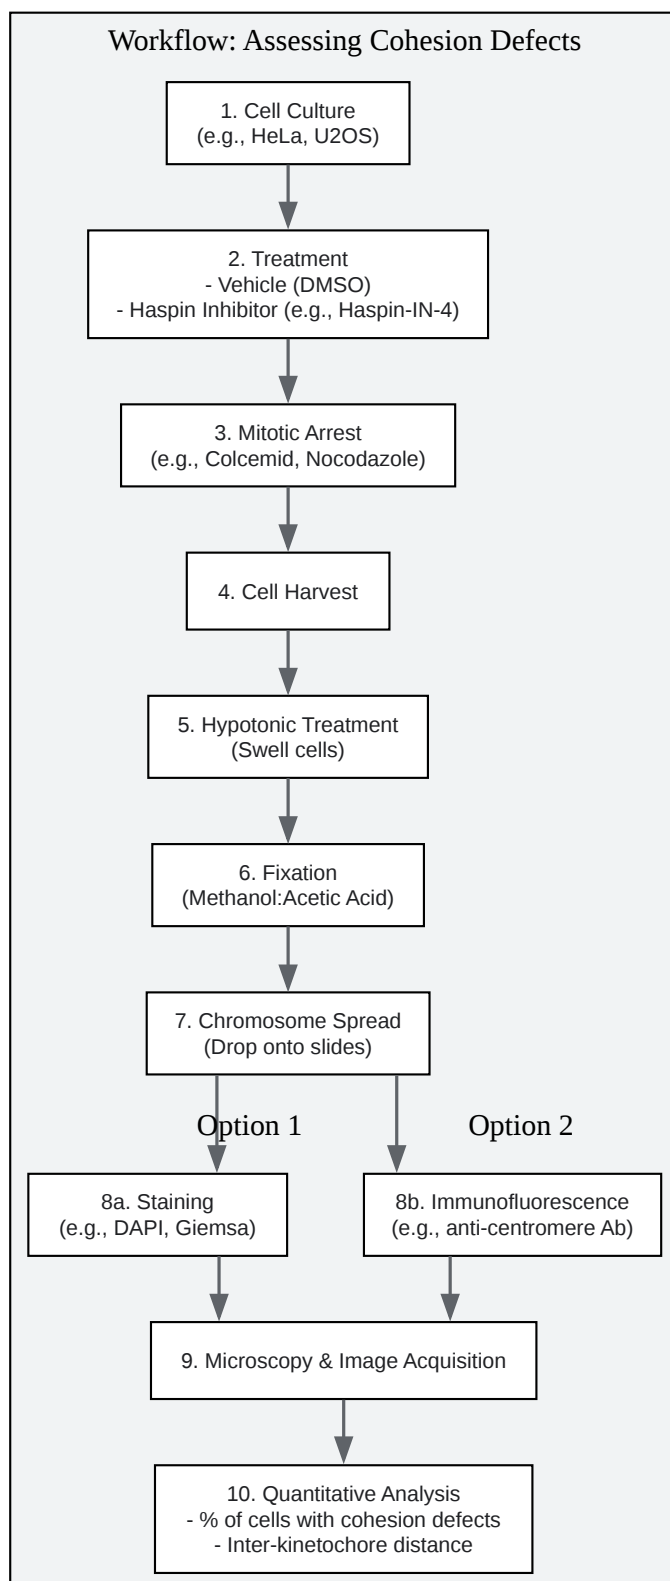 Workflow: Assessing Cohesion Defects
1. Cell Culture
(e.g., HeLa, U2OS)
2. Treatment
- Vehicle (DMSO)
- Haspin Inhibitor (e.g., Haspin-IN-4)
3. Mitotic Arrest
(e.g., Colcemid, Nocodazole)
4. Cell Harvest
5. Hypotonic Treatment
(Swell cells)
6. Fixation
(Methanol:Acetic Acid)
7. Chromosome Spread
(Drop onto slides)
Option 1
Option 2
8a. Staining
(e.g., DAPI, Giemsa)
8b. Immunofluorescence
(e.g., anti-centromere Ab)
9. Microscopy & Image Acquisition
10. Quantitative Analysis
- % of cells with cohesion defects
- Inter-kinetochore distance